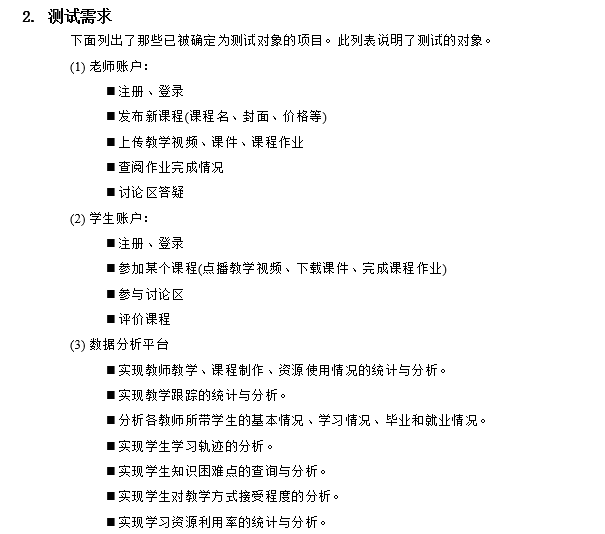 2. 测试需求
下面列出了那些已被确定为测试对象的项目。此列表说明了测试的对象。
(1) 老师账户：
■ 注册、登录
■ 发布新课程(课程名、封面、价格等)
■ 上传教学视频、课件、课程作业
■ 查阅作业完成情况
■ 讨论区答疑
(2) 学生账户：
■ 注册、登录
■ 参加某个课程(点播教学视频、下载课件、完成课程作业)
■ 参与讨论区
■ 评价课程
(3) 数据分析平台
■ 实现教师教学、课程制作、资源使用情况的统计与分析。
■ 实现教学跟踪的统计与分析。
■ 分析各教师所带学生的基本情况、学习情况、毕业和就业情况。
■ 实现学生学习轨迹的分析。
■ 实现学生知识困难点的查询与分析。
■ 实现学生对教学方式接受程度的分析。
■ 实现学习资源利用率的统计与分析。